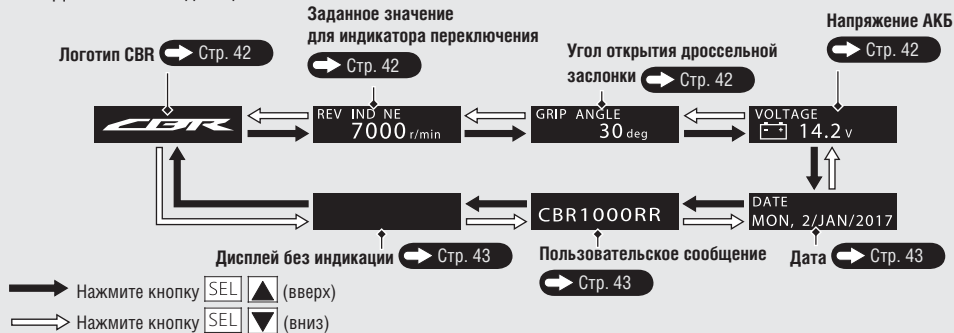 Логотип CBR Стр. 42
Заданное значение
для индикатора переключения
Стр. 42
Угол открытия дроссельной
заслонки Стр. 42
Напряжение АКБ
Стр. 42
CBR
REV IND NE
7000 r/min
GRIP ANGLE
30 deg
VOLTAGE
14.2 v
CBR1000RR
DATE
MON, 2/JAN/2017
Дисплей без индикации Стр. 43
Пользовательское сообщение
Стр. 43
Дата Стр. 43
Нажмите кнопку SEL ▲ (вверх)
Нажмите кнопку SEL ▼ (вниз)